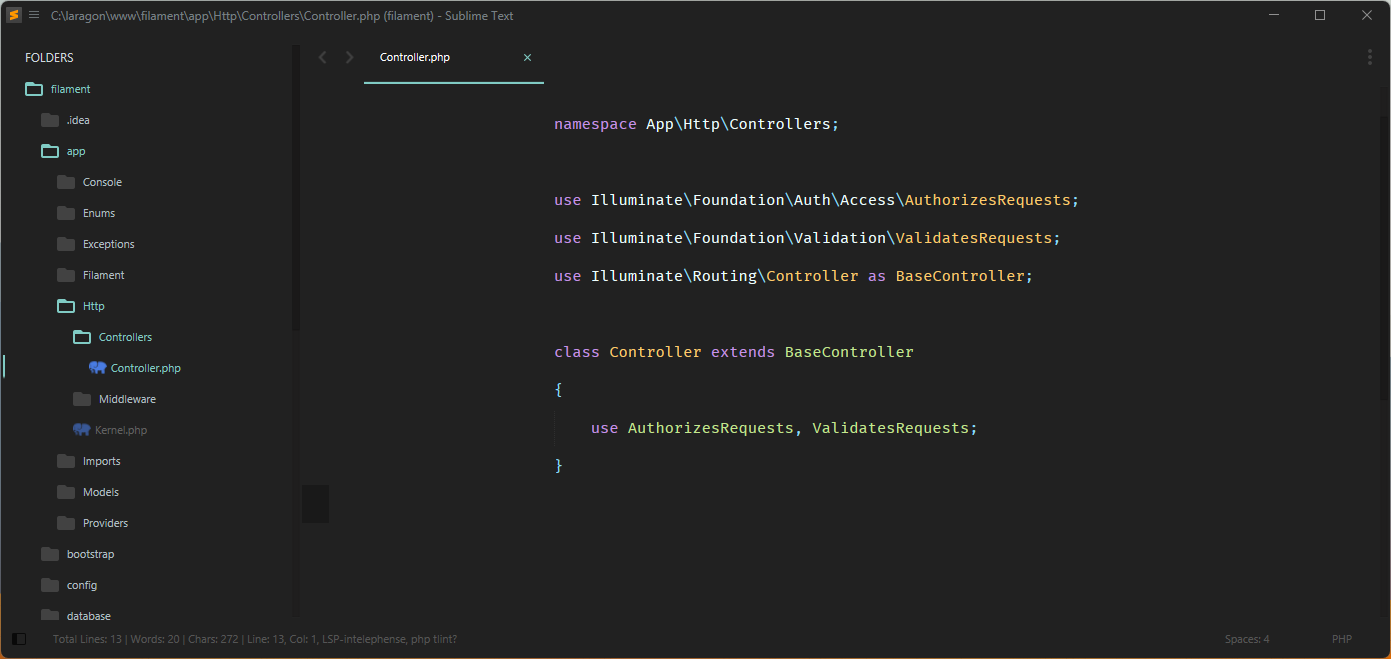 C:\laragon\www\filament\app\Http\Controllers\Controller.php (filament) - Sublime Text
FOLDERS
filament
.idea
app
Console
Enums
Exceptions
Filament
Http
Controllers
Controller.php
Middleware
Kernel.php
Imports
Models
Providers
bootstrap
config
database
Controller.php
namespace App\Http\Controllers;
use Illuminate\Foundation\Auth\Access\AuthorizesRequests;
use Illuminate\Foundation\Validation\ValidatesRequests;
use Illuminate\Routing\Controller as BaseController;
class Controller extends BaseController
{
    use AuthorizesRequests, ValidatesRequests;
}
Total Lines: 13 | Words: 20 | Chars: 272 | Line: 13, Col: 1, LSP-intelephense, php tlint?
Spaces: 4
PHP